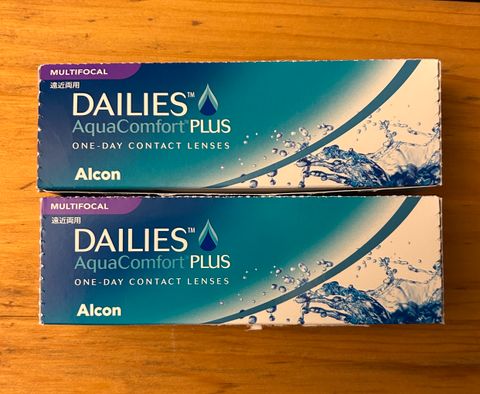 MULTIFOCAL
遠近両用
DAILIES™
AquaComfort® PLUS
ONE-DAY CONTACT LENSES
Alcon
MULTIFOCAL
遠近両用
DAILIES™
AquaComfort® PLUS
ONE-DAY CONTACT LENSES
Alcon